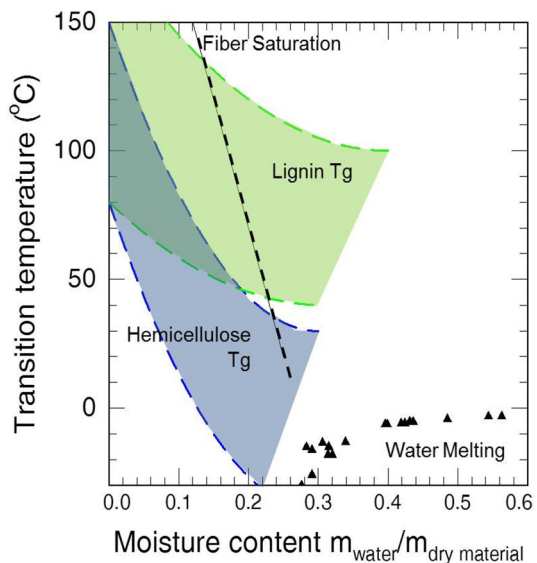 150
Fiber Saturation
100
Lignin Tg
50
Hemicellulose
Tg
0
Water Melting
0.0 0.1 0.2 0.3 0.4 0.5 0.6
Transition temperature (°C)
Moisture content mwater/mdry material